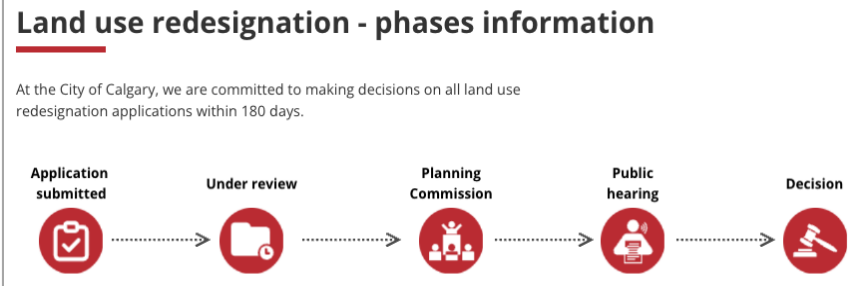 Land use redesignation - phases information
At the City of Calgary, we are committed to making decisions on all land use
redesignation applications within 180 days.
Application
submitted
Under review
Planning
Commission
Public
hearing
Decision